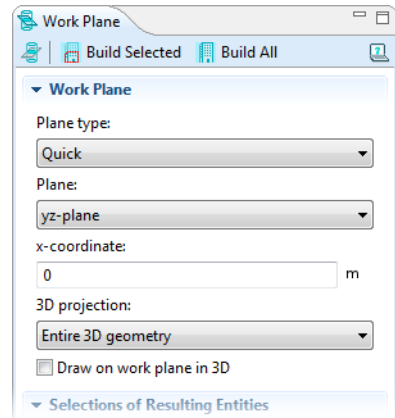 Work Plane
Build Selected Build All
Work Plane
Plane type:
Quick
Plane:
yz-plane
x-coordinate:
0 m
3D projection:
Entire 3D geometry
Draw on work plane in 3D
Selections of Resulting Entities